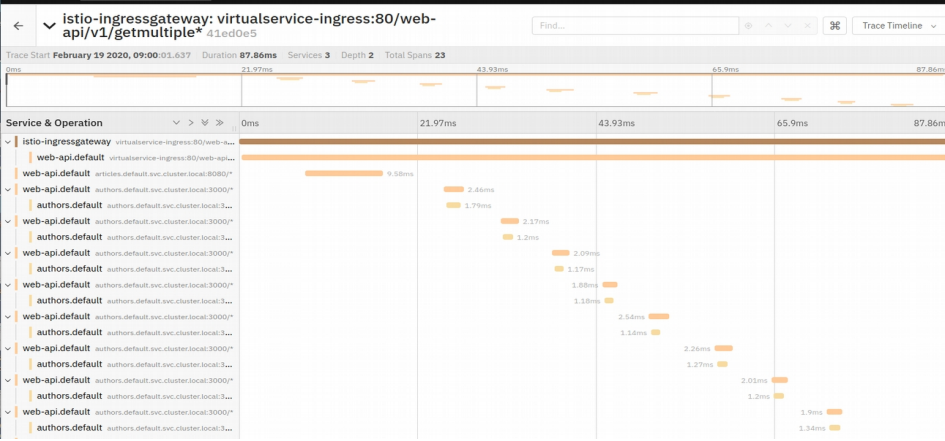 istio-ingressgateway: virtualservice-ingress:80/web-
api/v1/getmultiple* 41ed0e5
Find...
Trace Timeline
Trace Start February 19 2020, 09:00:01.637 Duration 87.86ms Services 3 Depth 2 Total Spans 23
0ms 21.97ms 43.93ms 65.9ms 87.86ms
Service & Operation 0ms 21.97ms 43.93ms 65.9ms 87.86m
istio-ingressgateway virtualservice-ingress:80/web-a...
web-api.default virtualservice-ingress:80/web-api...
web-api.default articles.default.svc.cluster.local:8080/* 9.58ms
web-api.default authors.default.svc.cluster.local:3000/* 2.46ms
authors.default authors.default.svc.cluster.local:3... 1.79ms
web-api.default authors.default.svc.cluster.local:3000/* 2.17ms
authors.default authors.default.svc.cluster.local:3... 1.2ms
web-api.default authors.default.svc.cluster.local:3000/* 2.09ms
authors.default authors.default.svc.cluster.local:3... 1.17ms
web-api.default authors.default.svc.cluster.local:3000/* 1.88ms
authors.default authors.default.svc.cluster.local:3... 1.18ms
web-api.default authors.default.svc.cluster.local:3000/* 2.54ms
authors.default authors.default.svc.cluster.local:3... 1.14ms
web-api.default authors.default.svc.cluster.local:3000/* 2.26ms
authors.default authors.default.svc.cluster.local:3... 1.27ms
web-api.default authors.default.svc.cluster.local:3000/* 2.01ms
authors.default authors.default.svc.cluster.local:3... 1.2ms
web-api.default authors.default.svc.cluster.local:3000/* 1.9ms
authors.default authors.default.svc.cluster.local:3... 1.34ms